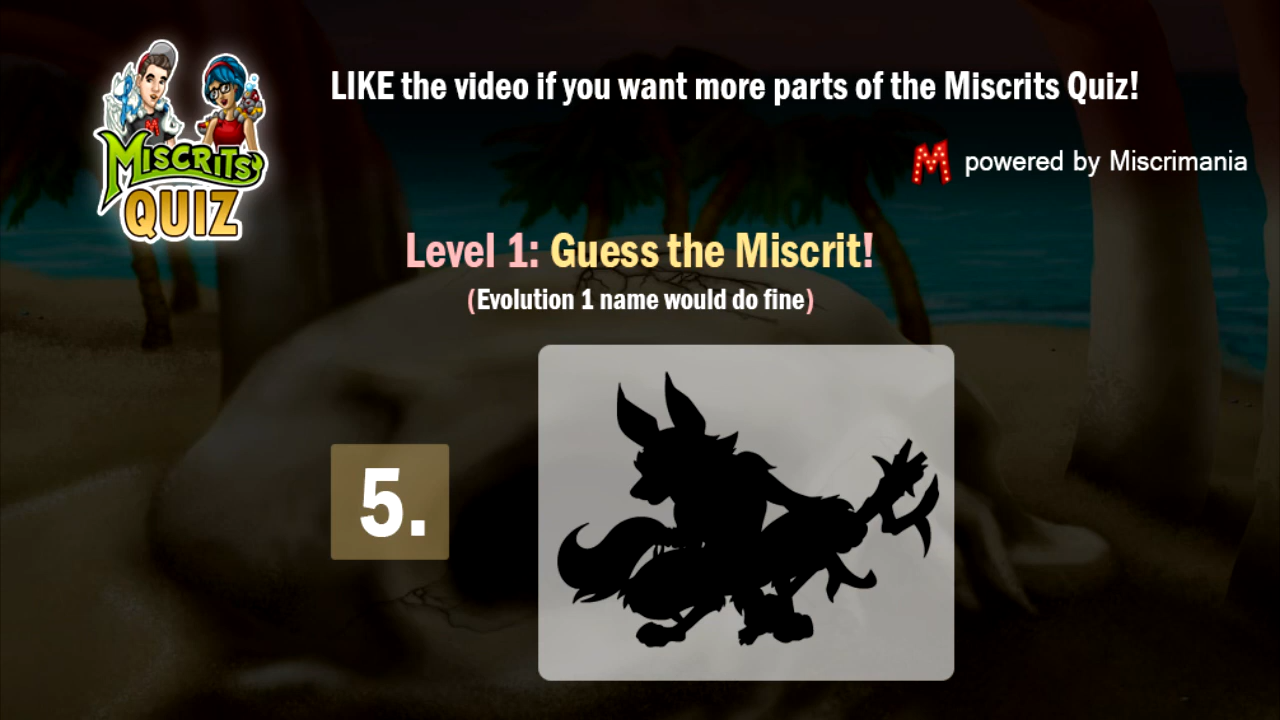 LIKE the video if you want more parts of the Miscrits Quiz!
M
MISCRITS
QUIZ
M powered by Miscrimania
Level 1: Guess the Miscrit!
(Evolution 1 name would do fine)
5.